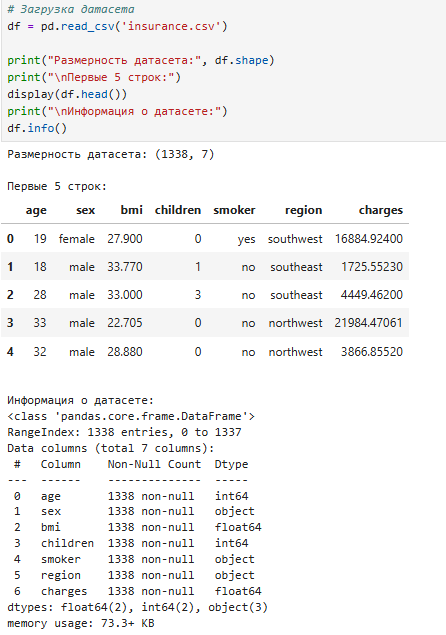 # Загрузка датасета
df = pd.read_csv('insurance.csv')
print("Размерность датасета:", df.shape)
print("\nПервые 5 строк:")
display(df.head())
print("\nИнформация о датасете:")
df.info()
Размерность датасета: (1338, 7)
Первые 5 строк:
age sex bmi children smoker region charges
0 19 female 27.900 0 yes southwest 16884.92400
1 18 male 33.770 1 no southeast 1725.55230
2 28 male 33.000 3 no southeast 4449.46200
3 33 male 22.705 0 no northwest 21984.47061
4 32 male 28.880 0 no northwest 3866.85520
Информация о датасете:
<class 'pandas.core.frame.DataFrame'>
RangeIndex: 1338 entries, 0 to 1337
Data columns (total 7 columns):
# Column Non-Null Count Dtype
--- ------ -------------- -----
0 age 1338 non-null int64
1 sex 1338 non-null object
2 bmi 1338 non-null float64
3 children 1338 non-null int64
4 smoker 1338 non-null object
5 region 1338 non-null object
6 charges 1338 non-null float64
dtypes: float64(2), int64(2), object(3)
memory usage: 73.3+ KB